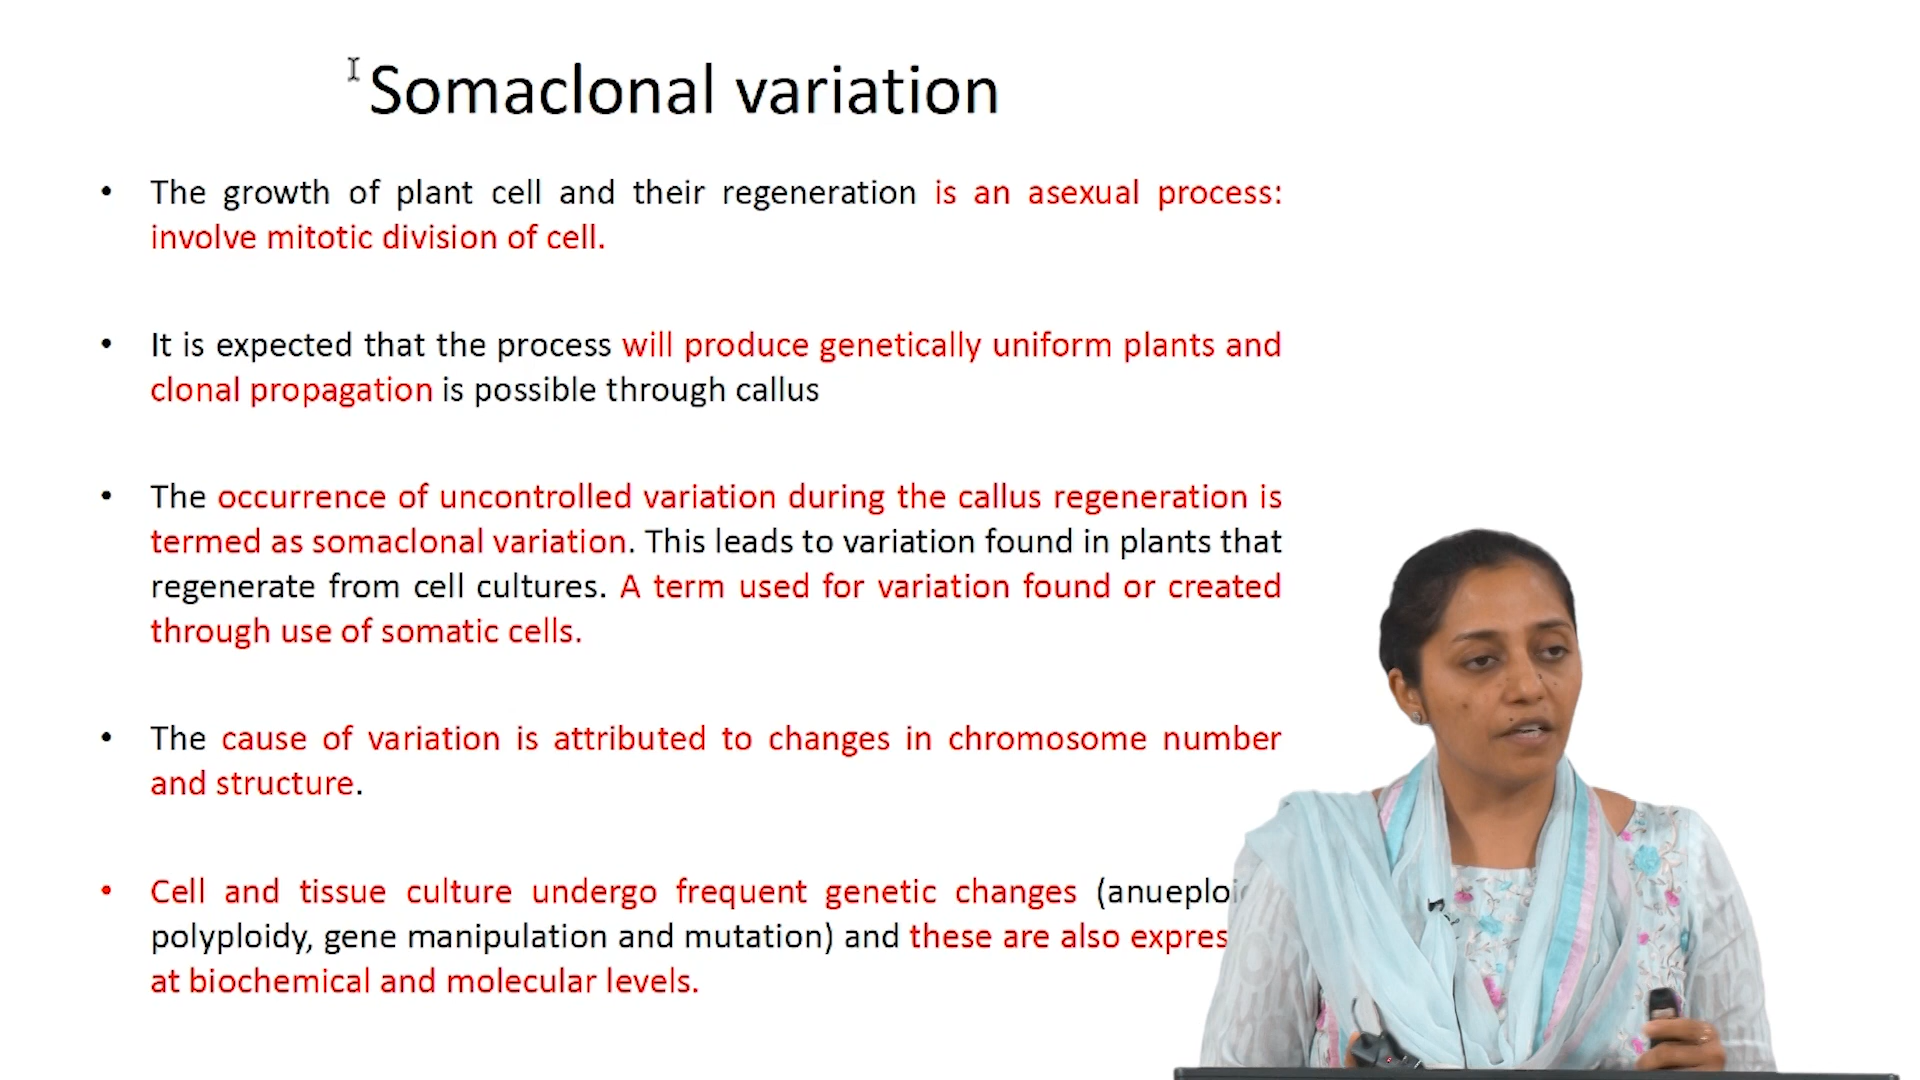 Somaclonal variation
• The growth of plant cell and their regeneration is an asexual process:
involve mitotic division of cell.
• It is expected that the process will produce genetically uniform plants and
clonal propagation is possible through callus
• The occurrence of uncontrolled variation during the callus regeneration is
termed as somaclonal variation. This leads to variation found in plants that
regenerate from cell cultures. A term used for variation found or created
through use of somatic cells.
• The cause of variation is attributed to changes in chromosome number
and structure.
• Cell and tissue culture undergo frequent genetic changes
polyploidy, gene manipulation and mutation) and these are also
at biochemical and molecular levels.